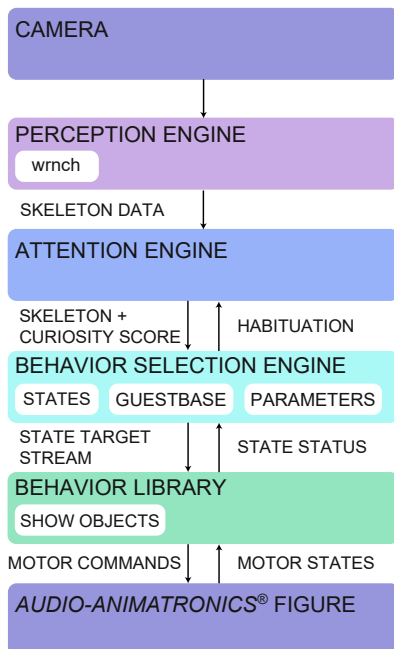 CAMERA
PERCEPTION ENGINE
wrnch
SKELETON DATA
ATTENTION ENGINE
SKELETON +
CURIOSITY SCORE
HABITUATION
BEHAVIOR SELECTION ENGINE
STATES
GUESTBASE
PARAMETERS
STATE TARGET
STREAM
STATE STATUS
BEHAVIOR LIBRARY
SHOW OBJECTS
MOTOR COMMANDS
MOTOR STATES
AUDIO-ANIMATRONICS® FIGURE